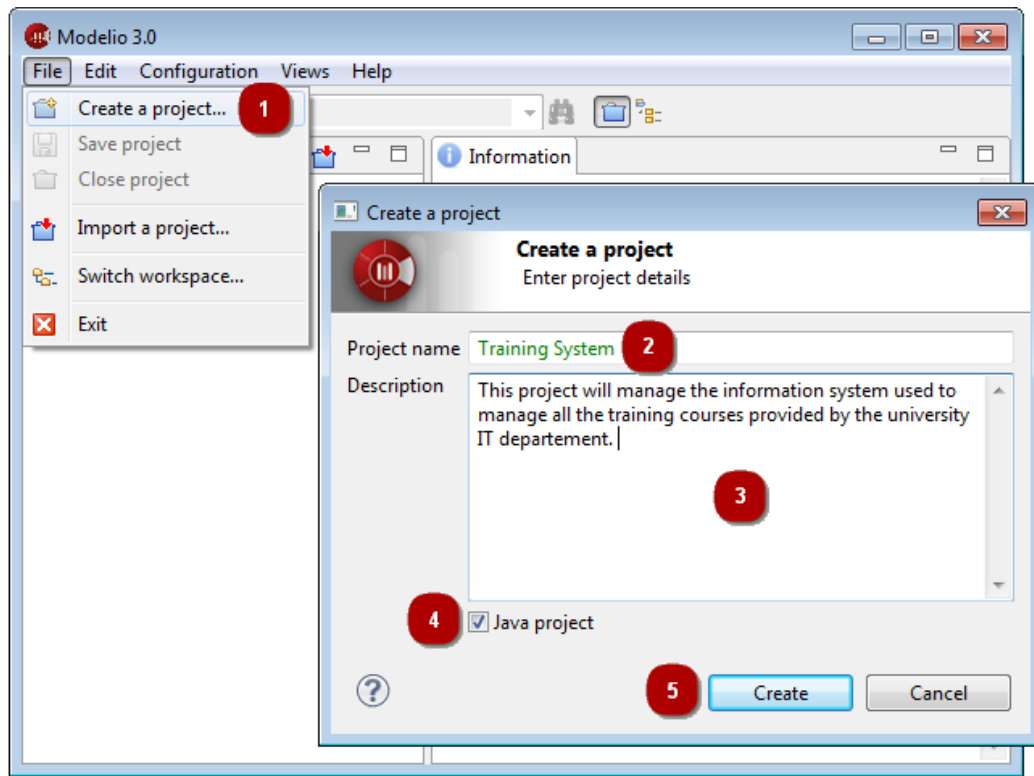 Modelio 3.0
File Edit Configuration Views Help
Create a project... 1
Save project
Close project
Import a project...
Switch workspace...
Exit
Information
Create a project
Create a project
Enter project details
Project name Training System 2
Description
This project will manage the information system used to
manage all the training courses provided by the university
IT departement.
3
4 Java project
? 5 Create Cancel